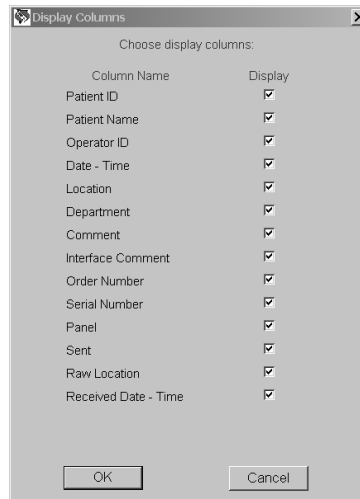 Display Columns
Choose display columns:
Column Name Display
Patient ID
Patient Name
Operator ID
Date - Time
Location
Department
Comment
Interface Comment
Order Number
Serial Number
Panel
Sent
Raw Location
Received Date - Time
OK Cancel